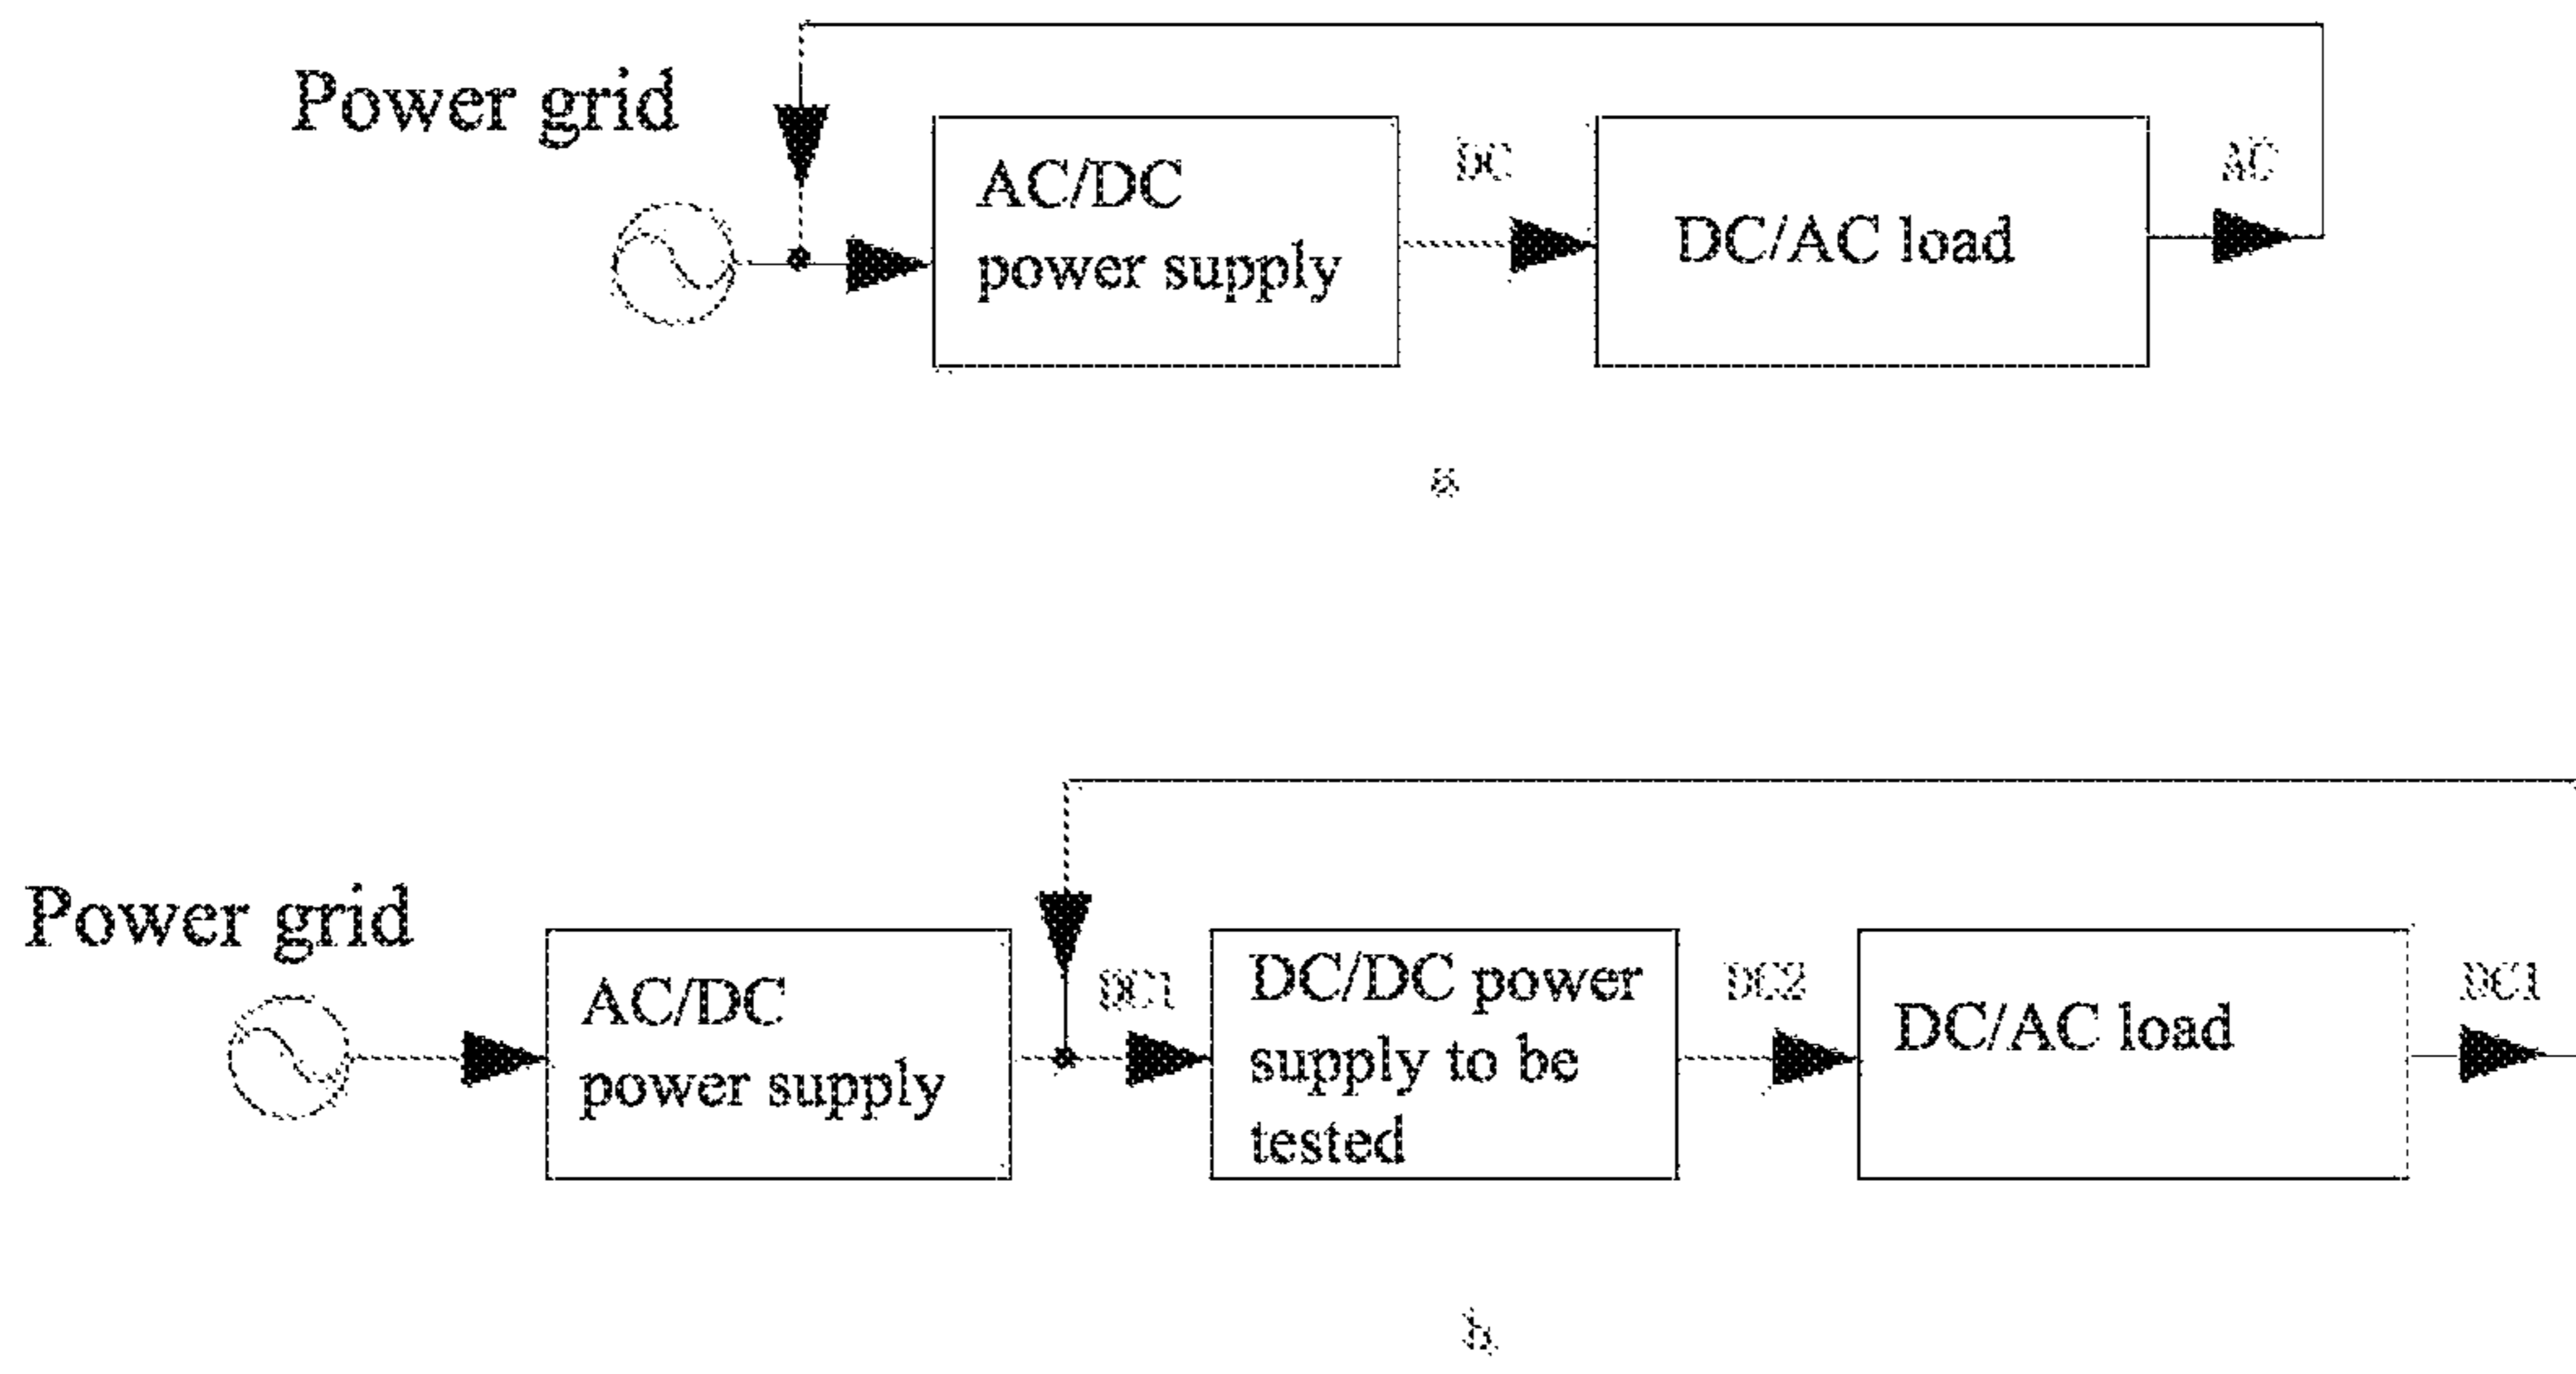 Power grid
AC/DC
power supply
DC
DC/AC load
AC
a
Power grid
AC/DC
power supply
DC1
DC/DC power
supply to be
tested
DC2
DC/AC load
DC1
b